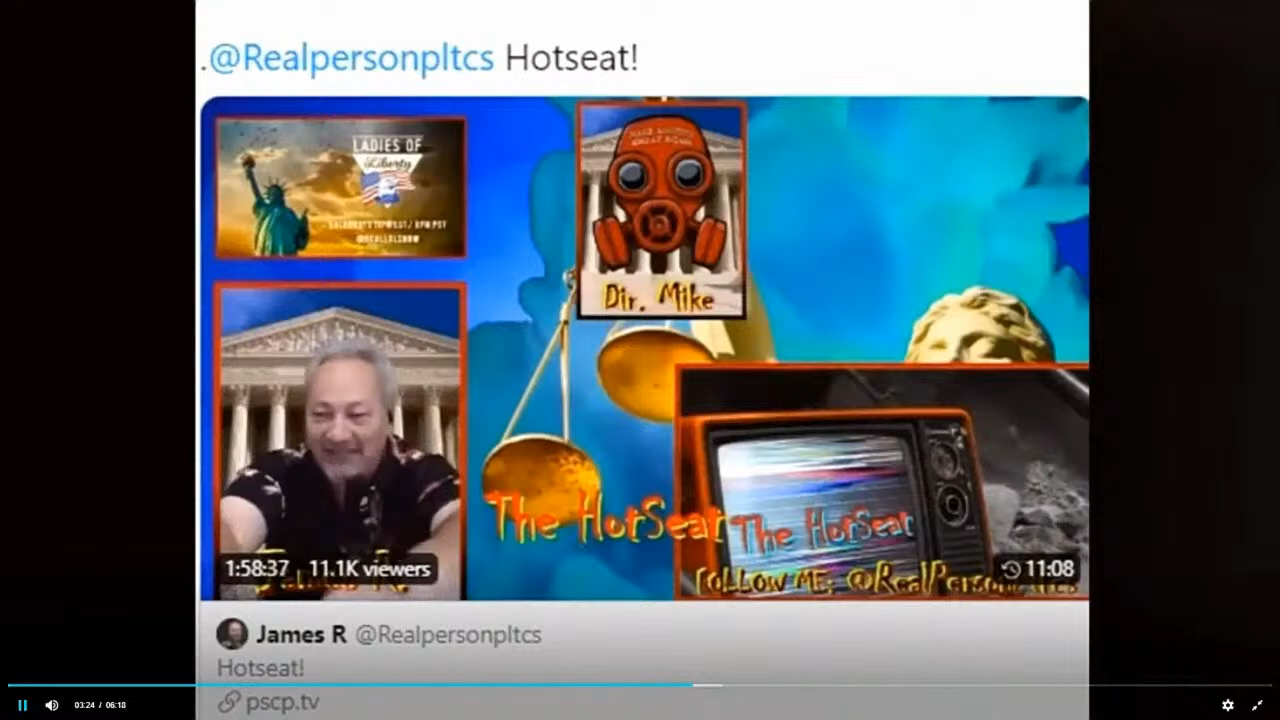 .@Realpersonpltcs Hotseat!
LADIES OF
Liberty
Dir. Mike
The HotSeat
The HotSeat
FOLLOW ME: @RealPerson
1:58:37 11.1K viewers
11:08
James R @Realpersonpltcs
Hotseat!
pscp.tv
03:24 / 06:18